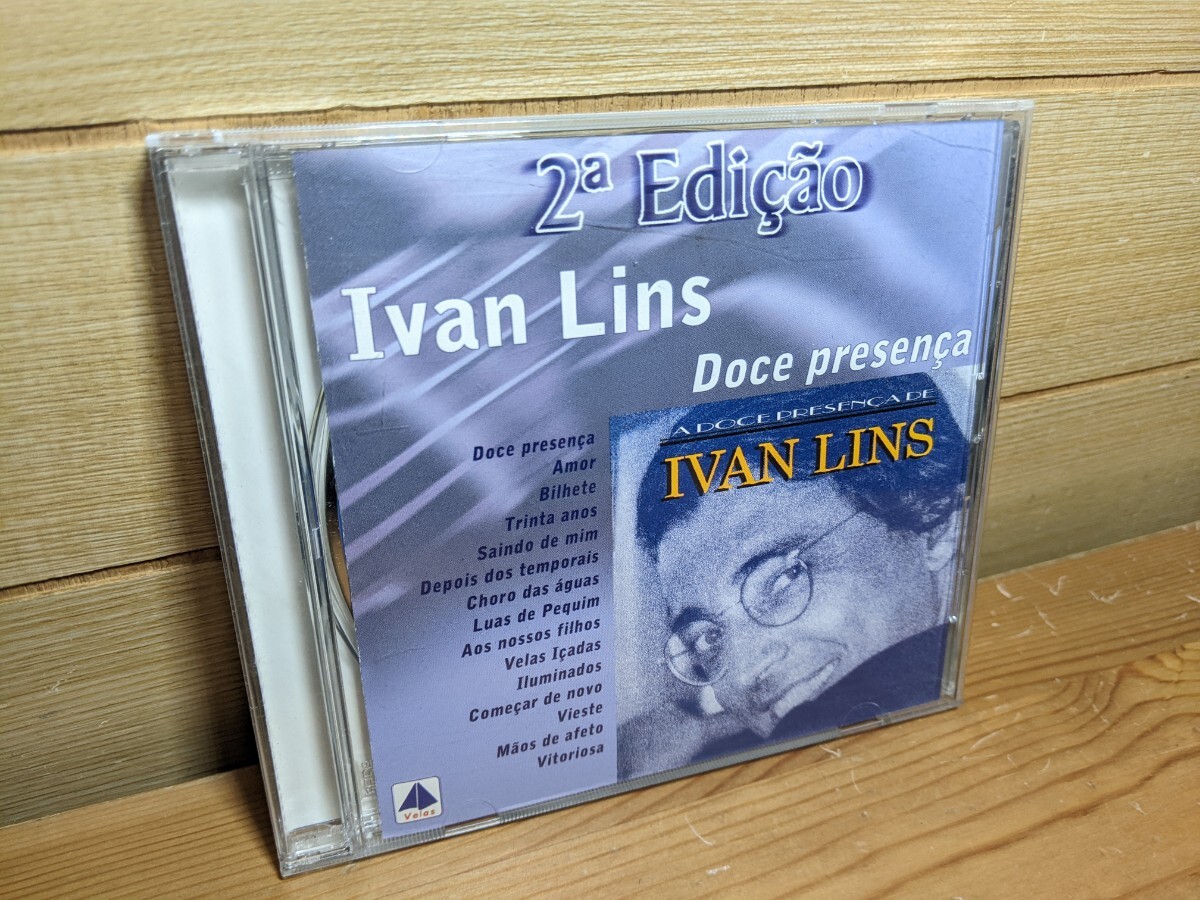 2ª Edição
Ivan Lins
Doce presença
A DOCE PRESENÇA DE
IVAN LINS
Doce presença
Amor
Bilhete
Trinta anos
Saindo de mim
Depois dos temporais
Choro das águas
Luas de Pequim
Aos nossos filhos
Velas Içadas
Iluminados
Começar de novo
Vieste
Mãos de afeto
Vitoriosa
Velas